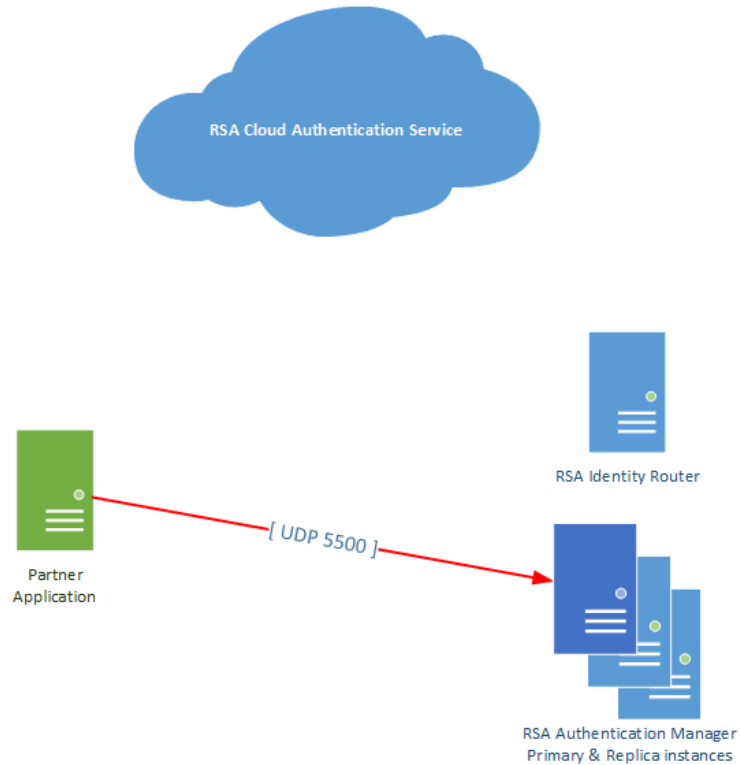 RSA Cloud Authentication Service
RSA Identity Router
[ UDP 5500 ]
Partner
Application
RSA Authentication Manager
Primary & Replica instances